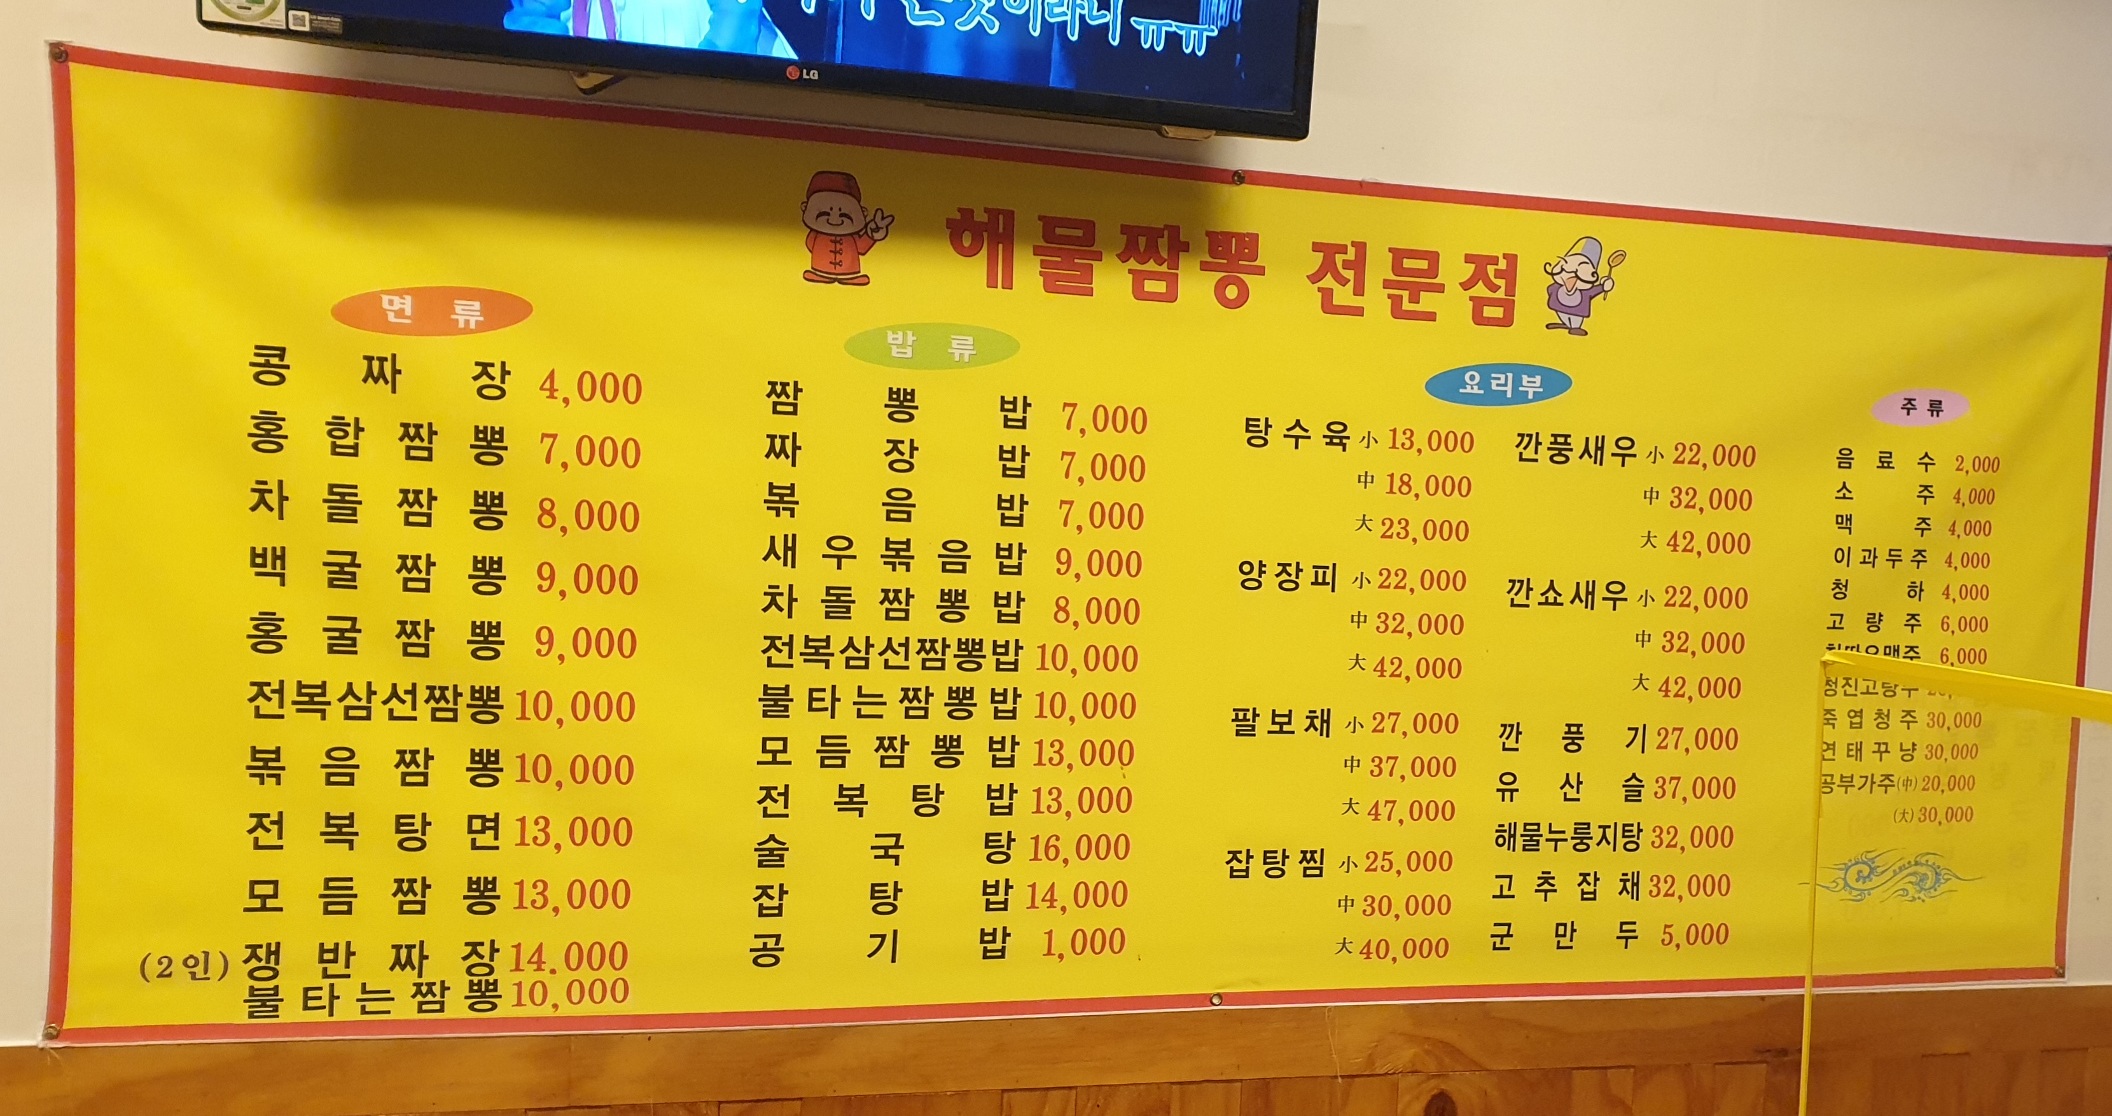 LG
해물짬뽕 전문점
면 류
콩 짜 장 4,000
홍 합 짬 뽕 7,000
차 돌 짬 뽕 8,000
백 굴 짬 뽕 9,000
홍 굴 짬 뽕 9,000
전복삼선짬뽕 10,000
볶 음 짬 뽕 10,000
전 복 탕 면 13,000
모 듬 짬 뽕 13,000
(2인) 쟁 반 짜 장 14.000
불 타 는 짬 뽕 10,000
밥 류
짬 뽕 밥 7,000
짜 장 밥 7,000
볶 음 밥 7,000
새 우 볶 음 밥 9,000
차 돌 짬 뽕 밥 8,000
전복삼선짬뽕밥 10,000
불 타 는 짬 뽕 밥 10,000
모 듬 짬 뽕 밥 13,000
전 복 탕 밥 13,000
술 국 탕 16,000
잡 탕 밥 14,000
공 기 밥 1,000
요리부
탕 수 육 小 13,000
中 18,000
大 23,000
양 장 피 小 22,000
中 32,000
大 42,000
팔 보 채 小 27,000
中 37,000
大 47,000
잡 탕 찜 小 25,000
中 30,000
大 40,000
깐풍새우 小 22,000
中 32,000
大 42,000
깐쇼새우 小 22,000
中 32,000
大 42,000
깐 풍 기 27,000
유 산 슬 37,000
해물누룽지탕 32,000
고 추 잡 채 32,000
군 만 두 5,000
주 류
음 료 수 2,000
소 주 4,000
맥 주 4,000
이 과 두 주 4,000
청 하 4,000
고 량 주 6,000
6,000
죽 엽 청 주 30,000
연 태 꾸 냥 30,000
공부가주(中) 20,000
(大) 30,000